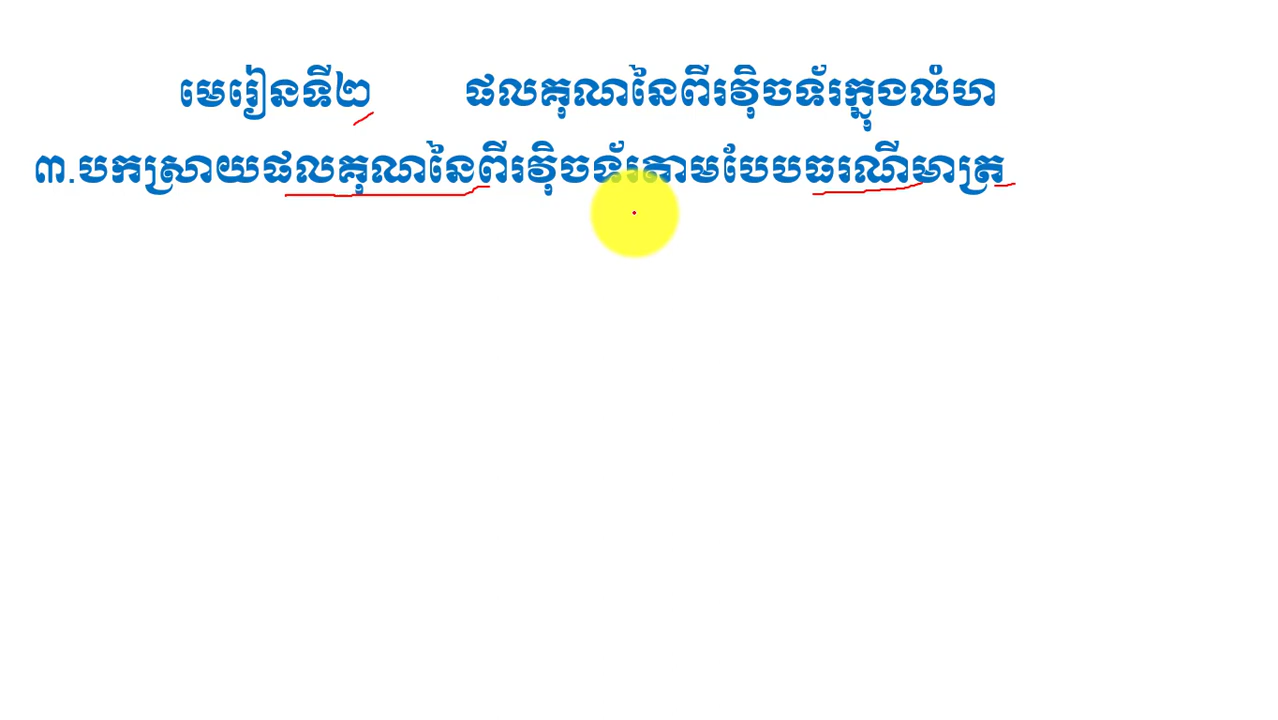 មេរៀនទី២ ផលគុណនៃពីរវ៉ិចទ័រក្នុងលំហ
៣.បកស្រាយផលគុណនៃពីរវ៉ិចទ័រតាមបែបធរណីមាត្រ